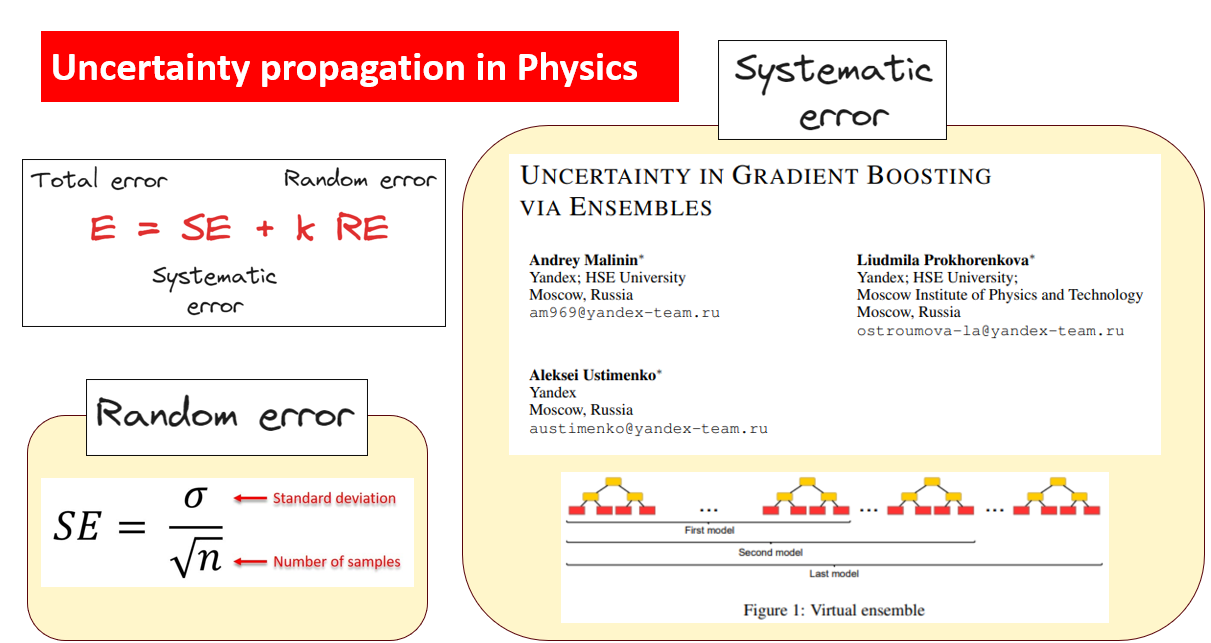 Uncertainty propagation in Physics
Total error
Random error
E = SE + k RE
Systematic
error
Random error
SE = σ / √n
Standard deviation
Number of samples
Systematic
error
UNCERTAINTY IN GRADIENT BOOSTING
VIA ENSEMBLES
Andrey Malinin*
Yandex; HSE University
Moscow, Russia
am969@yandex-team.ru
Liudmila Prokhorenkova*
Yandex; HSE University;
Moscow Institute of Physics and Technology
Moscow, Russia
ostroumova-la@yandex-team.ru
Aleksei Ustimenko*
Yandex
Moscow, Russia
austimenko@yandex-team.ru
... ... ...
First model
Second model
Last model
Figure 1: Virtual ensemble